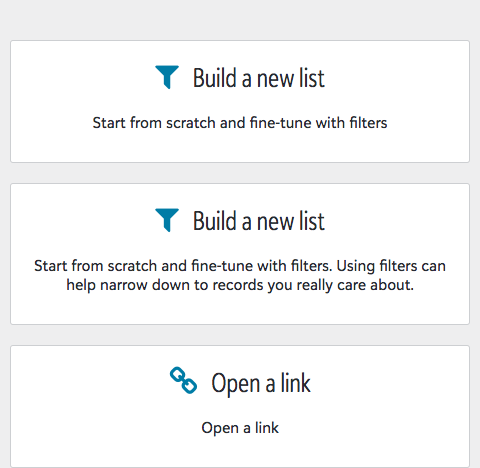 Build a new list
Start from scratch and fine-tune with filters
Build a new list
Start from scratch and fine-tune with filters. Using filters can
help narrow down to records you really care about.
Open a link
Open a link